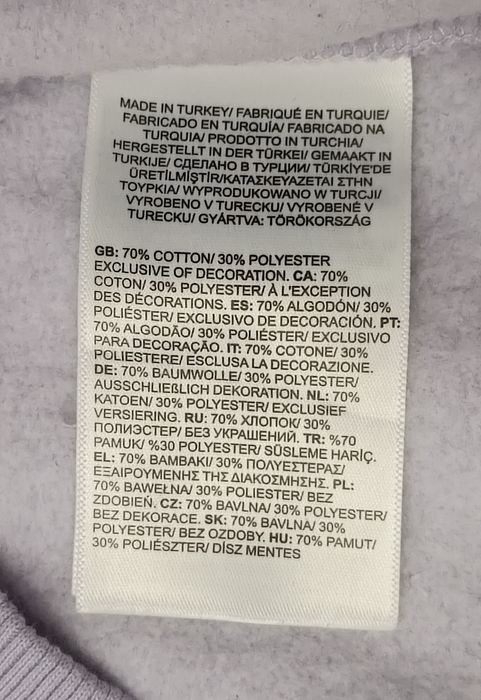 MADE IN TURKEY/ FABRIQUÉ EN TURQUIE/
FABRICADO EN TURQUÍA/ FABRICADO NA
TURQUIA/ PRODOTTO IN TURCHIA/
HERGESTELLT IN DER TÜRKEI/ GEMAAKT IN
TURKIJE/ СДЕЛАНО В ТУРЦИИ/ TÜRKİYE'DE
ÜRETİLMİŞTİR/ΚΑΤΑΣΚΕΥΑΖΕΤΑΙ ΣΤΗΝ
ΤΟΥΡΚΙΑ/ WYPRODUKOWANO W TURCJI/
VYROBENO V TURECKU/ VYROBENÉ V
TURECKU/ GYÁRTVA: TÖRÖKORSZÁG
GB: 70% COTTON/ 30% POLYESTER
EXCLUSIVE OF DECORATION. CA: 70%
COTON/ 30% POLYESTER/ À L'EXCEPTION
DES DÉCORATIONS. ES: 70% ALGODÓN/ 30%
POLIÉSTER/ EXCLUSIVO DE DECORACIÓN. PT:
70% ALGODÃO/ 30% POLIÉSTER/ EXCLUSIVO
PARA DECORAÇÃO. IT: 70% COTONE/ 30%
POLIESTERE/ ESCLUSA LA DECORAZIONE.
DE: 70% BAUMWOLLE/ 30% POLYESTER/
AUSSCHLIEßLICH DEKORATION. NL: 70%
KATOEN/ 30% POLYESTER/ EXCLUSIEF
VERSIERING. RU: 70% ХЛОПОК/ 30%
ПОЛИЭСТЕР/ БЕЗ УКРАШЕНИЙ. TR: %70
PAMUK/ %30 POLYESTER/ SÜSLEME HARİÇ.
EL: 70% ΒΑΜΒΑΚΙ/ 30% ΠΟΛΥΕΣΤΕΡΑΣ/
ΕΞΑΙΡΟΥΜΕΝΗΣ ΤΗΣ ΔΙΑΚΟΣΜΗΣΗΣ. PL:
70% BAWEŁNA/ 30% POLIESTER/ BEZ
ZDOBIEŃ. CZ: 70% BAVLNA/ 30% POLYESTER/
BEZ DEKORACE. SK: 70% BAVLNA/ 30%
POLYESTER/ BEZ OZDOBY. HU: 70% PAMUT/
30% POLIÉSZTER/ DÍSZ MENTES